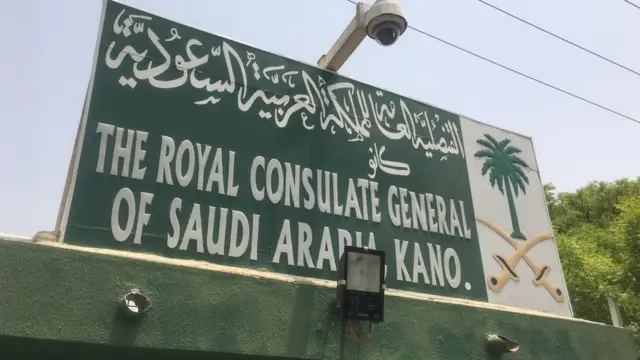 القنصلية العامة للمملكة العربية السعودية
كانو
THE ROYAL CONSULATE GENERAL
OF SAUDI ARABIA, KANO.